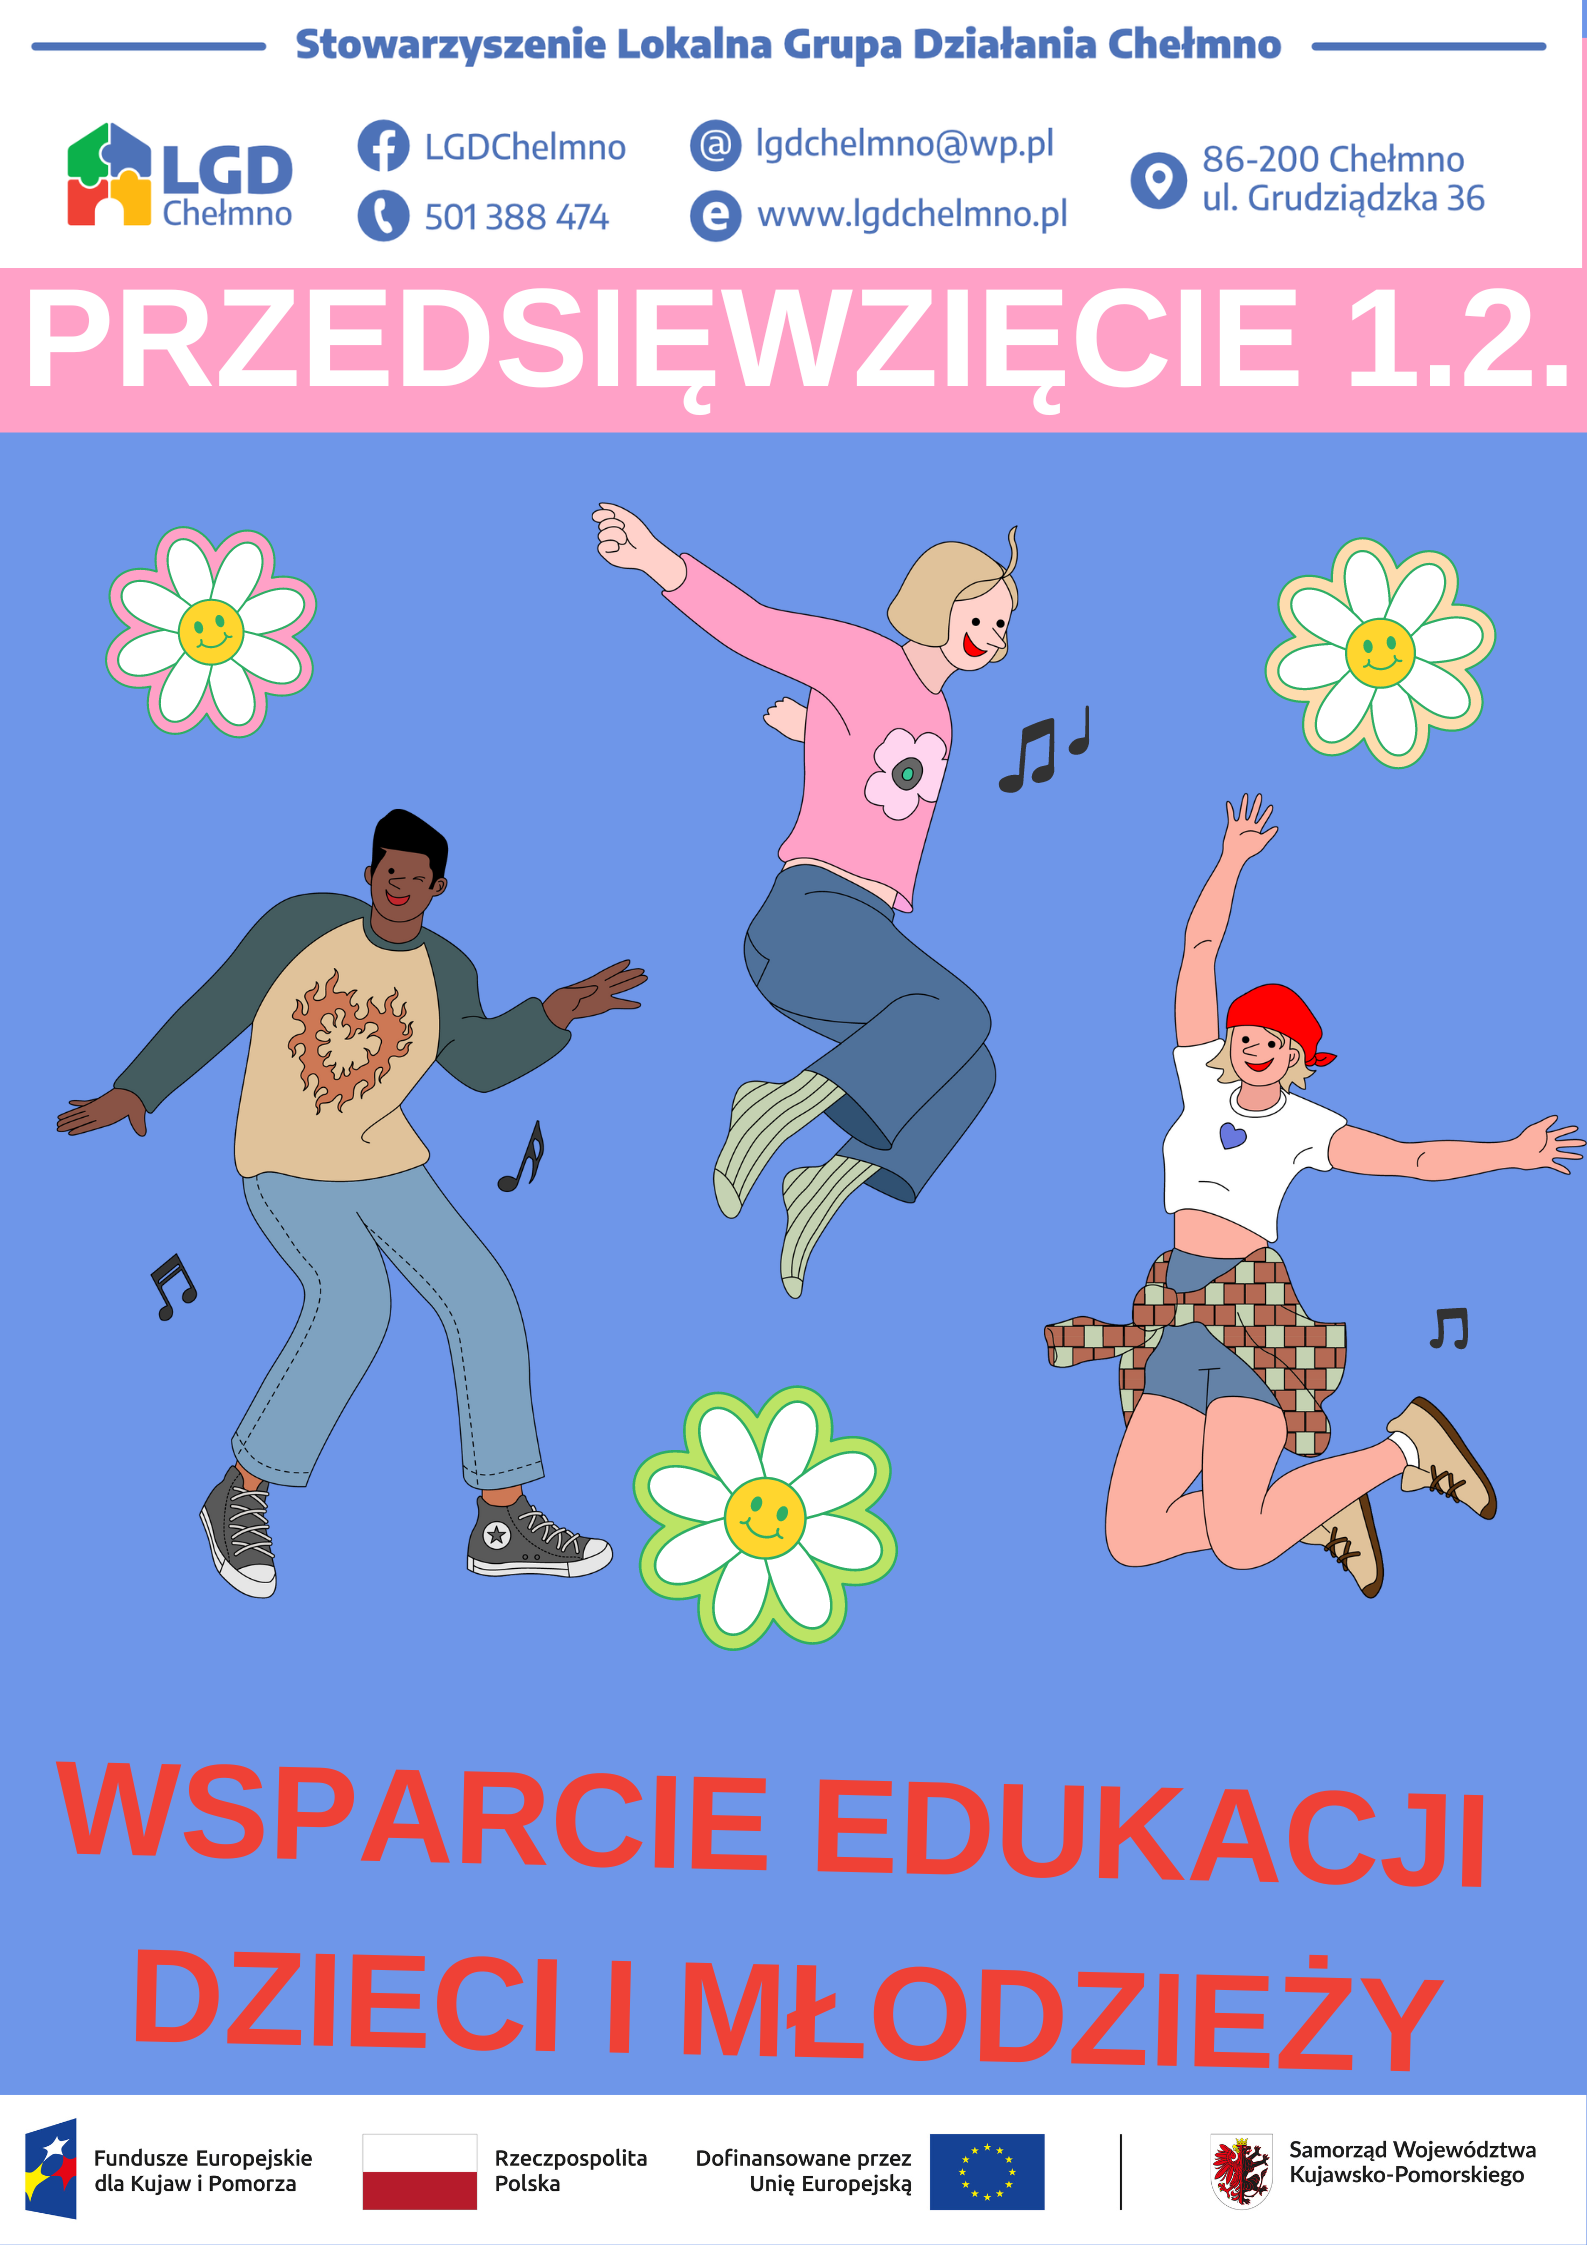 Stowarzyszenie Lokalna Grupa Działania Chełmno
LGD
Chełmno
LGDChelmno
501 388 474
@ lgdchelmno@wp.pl
e www.lgdchelmno.pl
86-200 Chełmno
ul. Grudziądzka 36
PRZEDSIĘWZIĘCIE 1.2.
WSPARCIE EDUKACJI
DZIECI I MŁODZIEŻY
Fundusze Europejskie
dla Kujaw i Pomorza
Rzeczpospolita
Polska
Dofinansowane przez
Unię Europejską
Samorząd Województwa
Kujawsko-Pomorskiego